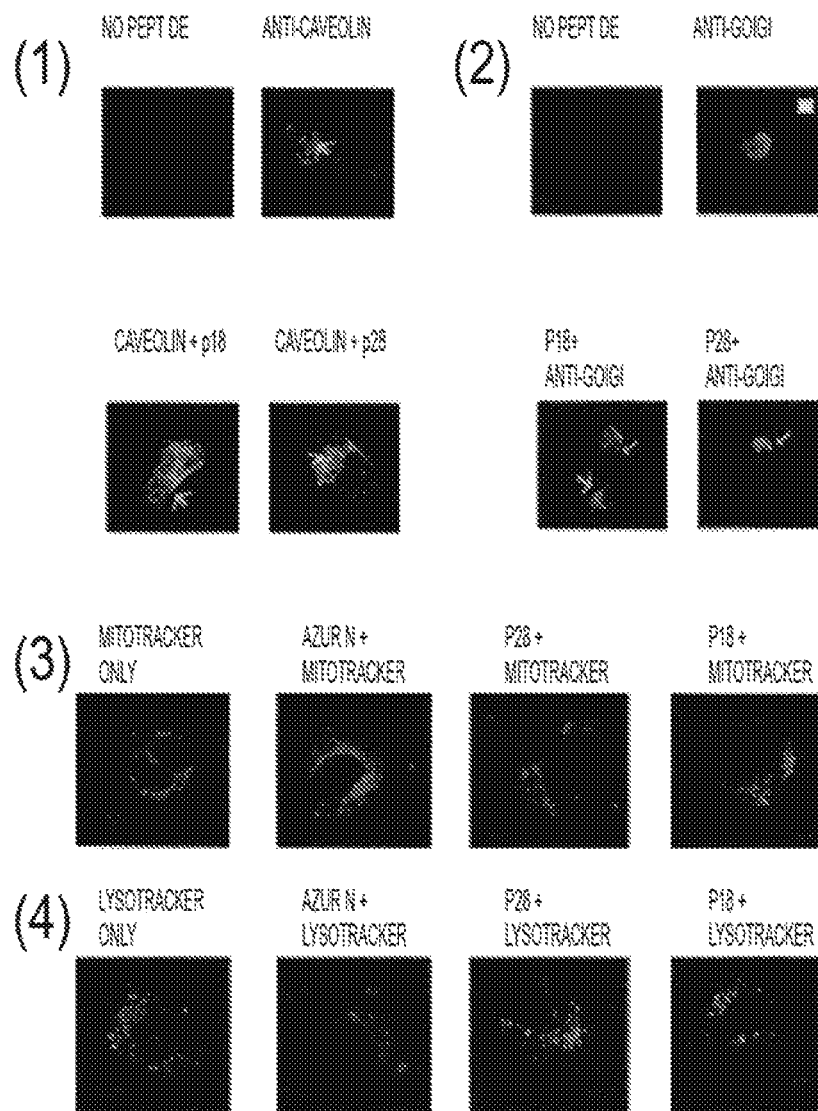 (1)
NO PEPT DE
ANTI-CAVEOLIN
(2)
NO PEPT DE
ANTI-GOIGI
CAVEOLIN + p18
CAVEOLIN + p28
P18+
ANTI-GOIGI
P28+
ANTI-GOIGI
(3)
MITOTRACKER
ONLY
AZUR N +
MITOTRACKER
P28 +
MITOTRACKER
P18 +
MITOTRACKER
(4)
LYSOTRACKER
ONLY
AZUR N +
LYSOTRACKER
P28 +
LYSOTRACKER
P18 +
LYSOTRACKER